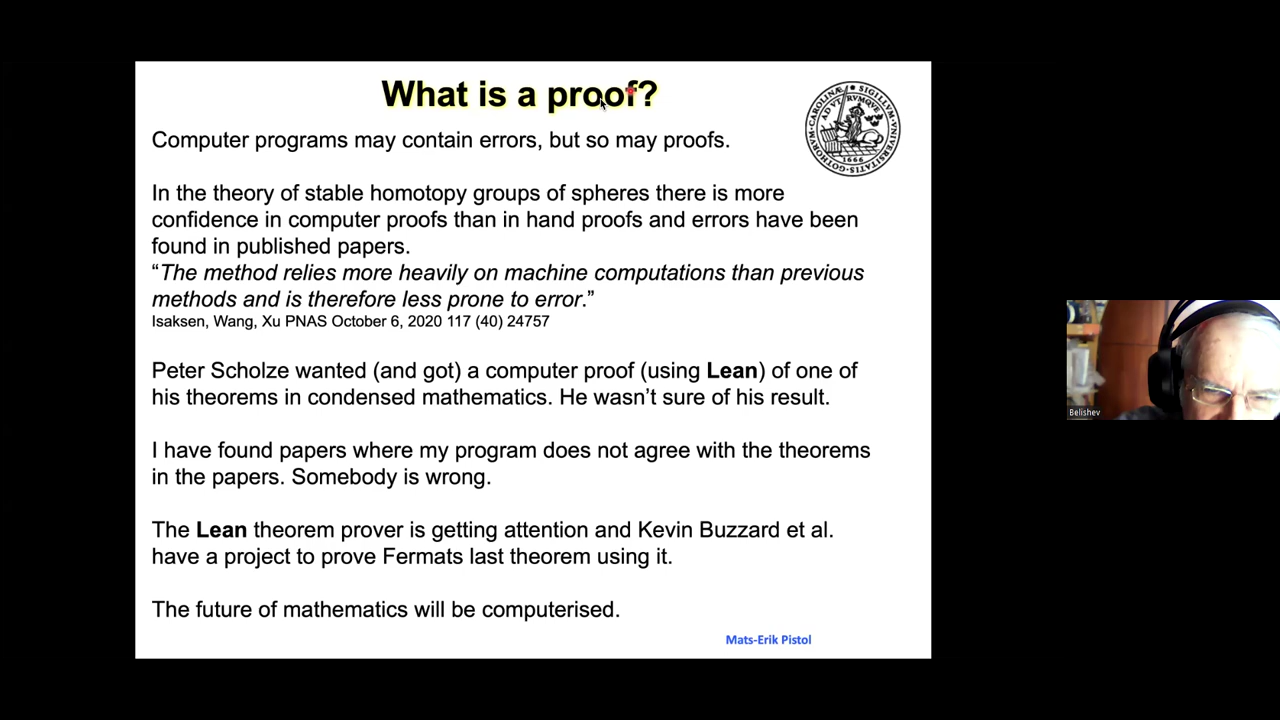 What is a proof?
Computer programs may contain errors, but so may proofs.
In the theory of stable homotopy groups of spheres there is more
confidence in computer proofs than in hand proofs and errors have been
found in published papers.
“The method relies more heavily on machine computations than previous
methods and is therefore less prone to error.”
Isaksen, Wang, Xu PNAS October 6, 2020 117 (40) 24757
Peter Scholze wanted (and got) a computer proof (using Lean) of one of
his theorems in condensed mathematics. He wasn’t sure of his result.
I have found papers where my program does not agree with the theorems
in the papers. Somebody is wrong.
The Lean theorem prover is getting attention and Kevin Buzzard et al.
have a project to prove Fermats last theorem using it.
The future of mathematics will be computerised.
Mats-Erik Pistol
SIGILLVM VNIVERSITATIS GOTHORVM CAROLINÆ
AD VTRVMQVE
1666
Belishev